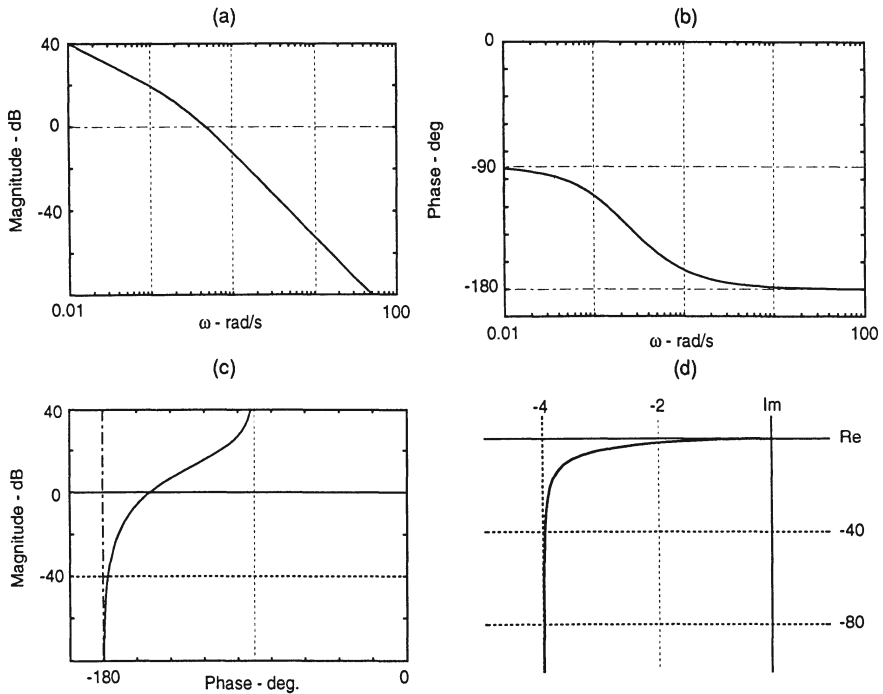 (a)
40
0
-40
Magnitude - dB
0.01
100
ω - rad/s
(b)
0
-90
-180
Phase - deg
0.01
100
ω - rad/s
(c)
40
0
-40
Magnitude - dB
-180
0
Phase - deg.
(d)
-4
-2
Im
Re
-40
-80